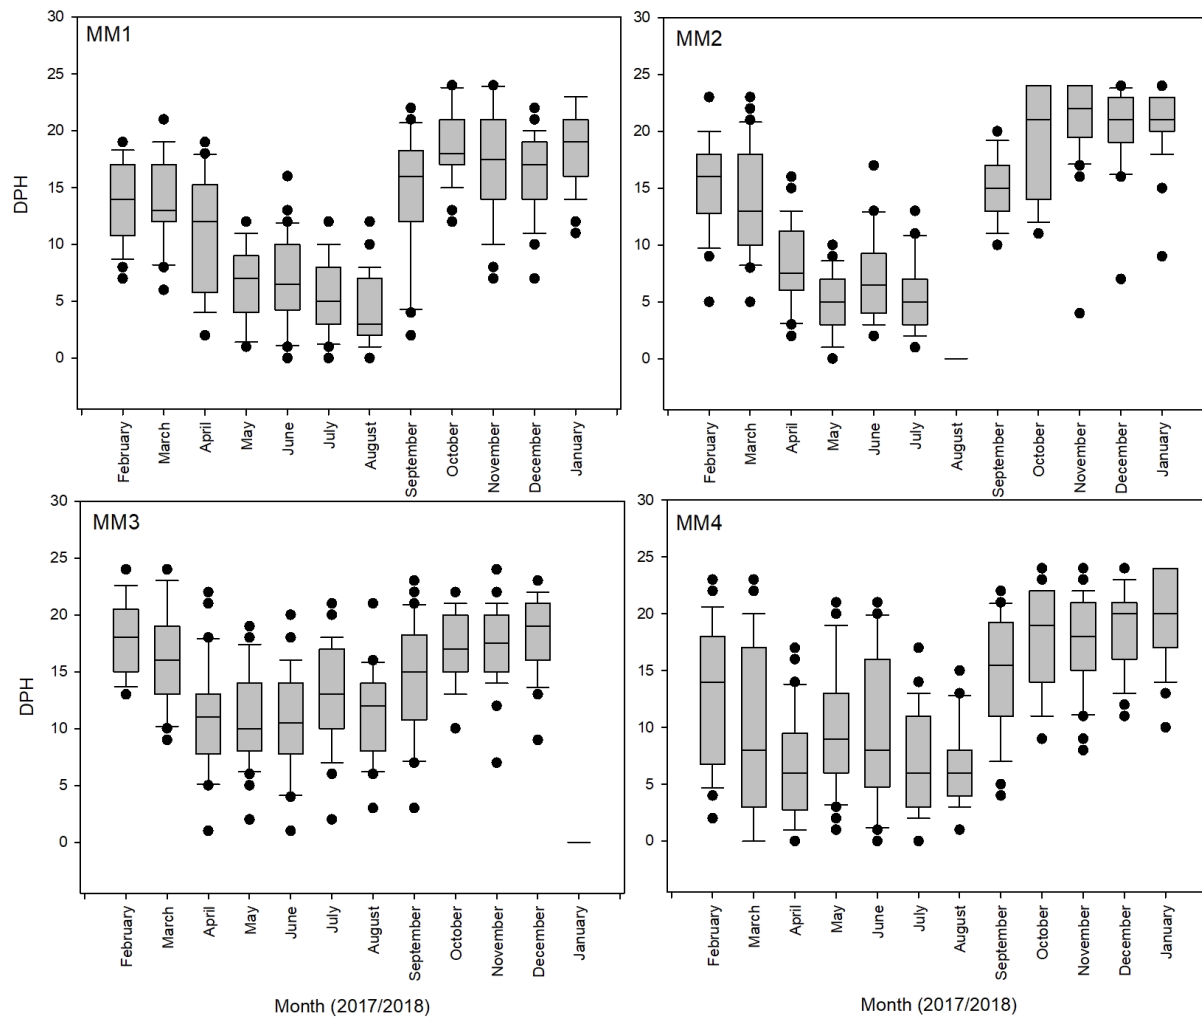 MM1
DPH
30
25
20
15
10
5
0
February
March
April
May
June
July
August
September
October
November
December
January
MM2
30
25
20
15
10
5
0
February
March
April
May
June
July
August
September
October
November
December
January
MM3
DPH
30
25
20
15
10
5
0
February
March
April
May
June
July
August
September
October
November
December
January
Month (2017/2018)
MM4
30
25
20
15
10
5
0
February
March
April
May
June
July
August
September
October
November
December
January
Month (2017/2018)